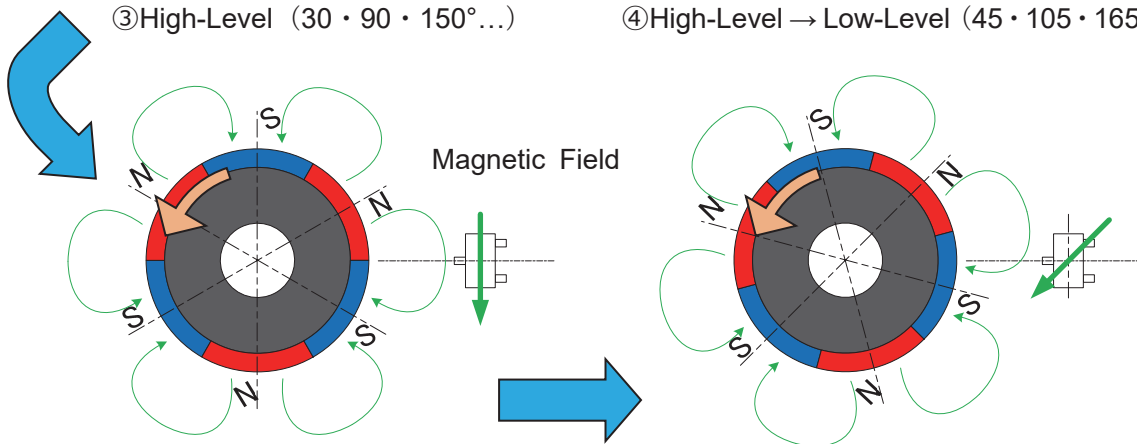 ③High-Level（30・90・150°…）
④High-Level → Low-Level（45・105・165
Magnetic Field
N
S
N
S
N
S
N
S
N
S
N
S